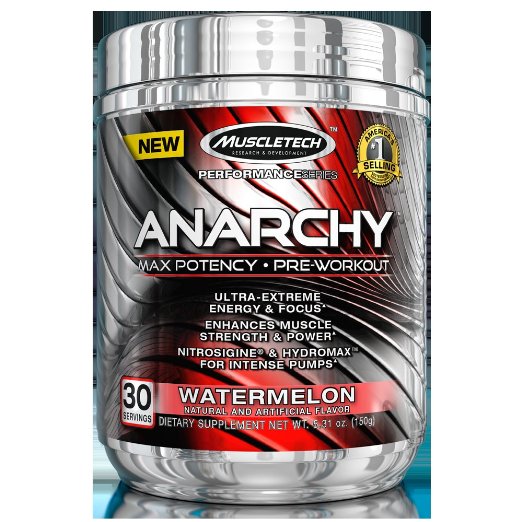 NEW
MUSCLETECH™
RESEARCH & DEVELOPMENT
PERFORMANCESERIES
AMERICA'S
#1
SELLING
ANARCHY™
MAX POTENCY • PRE-WORKOUT
ULTRA-EXTREME
ENERGY & FOCUS^
ENHANCES MUSCLE
STRENGTH & POWER^
NITROSIGINE® & HYDROMAX™
FOR INTENSE PUMPS^
30
SERVINGS
WATERMELON
NATURAL AND ARTIFICIAL FLAVOR
DIETARY SUPPLEMENT NET WT. 5.31 oz. (150g)